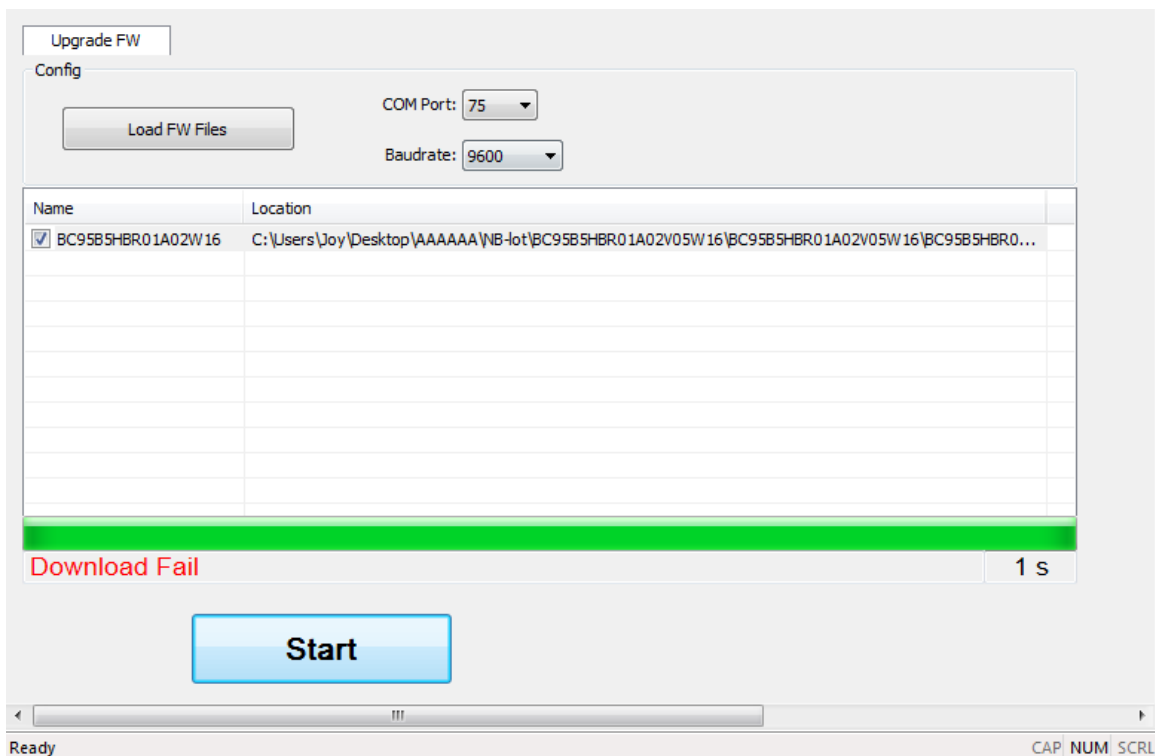 Upgrade FW
Config
Load FW Files
COM Port: 75
Baudrate: 9600
Name Location
BC95B5HBR01A02W16 C:\Users\Joy\Desktop\AAAAAA\NB-Iot\BC95B5HBR01A02V05W16\BC95B5HBR01A02V05W16\BC95B5HBR0...
Download Fail 1 s
Start
Ready CAP NUM SCRL